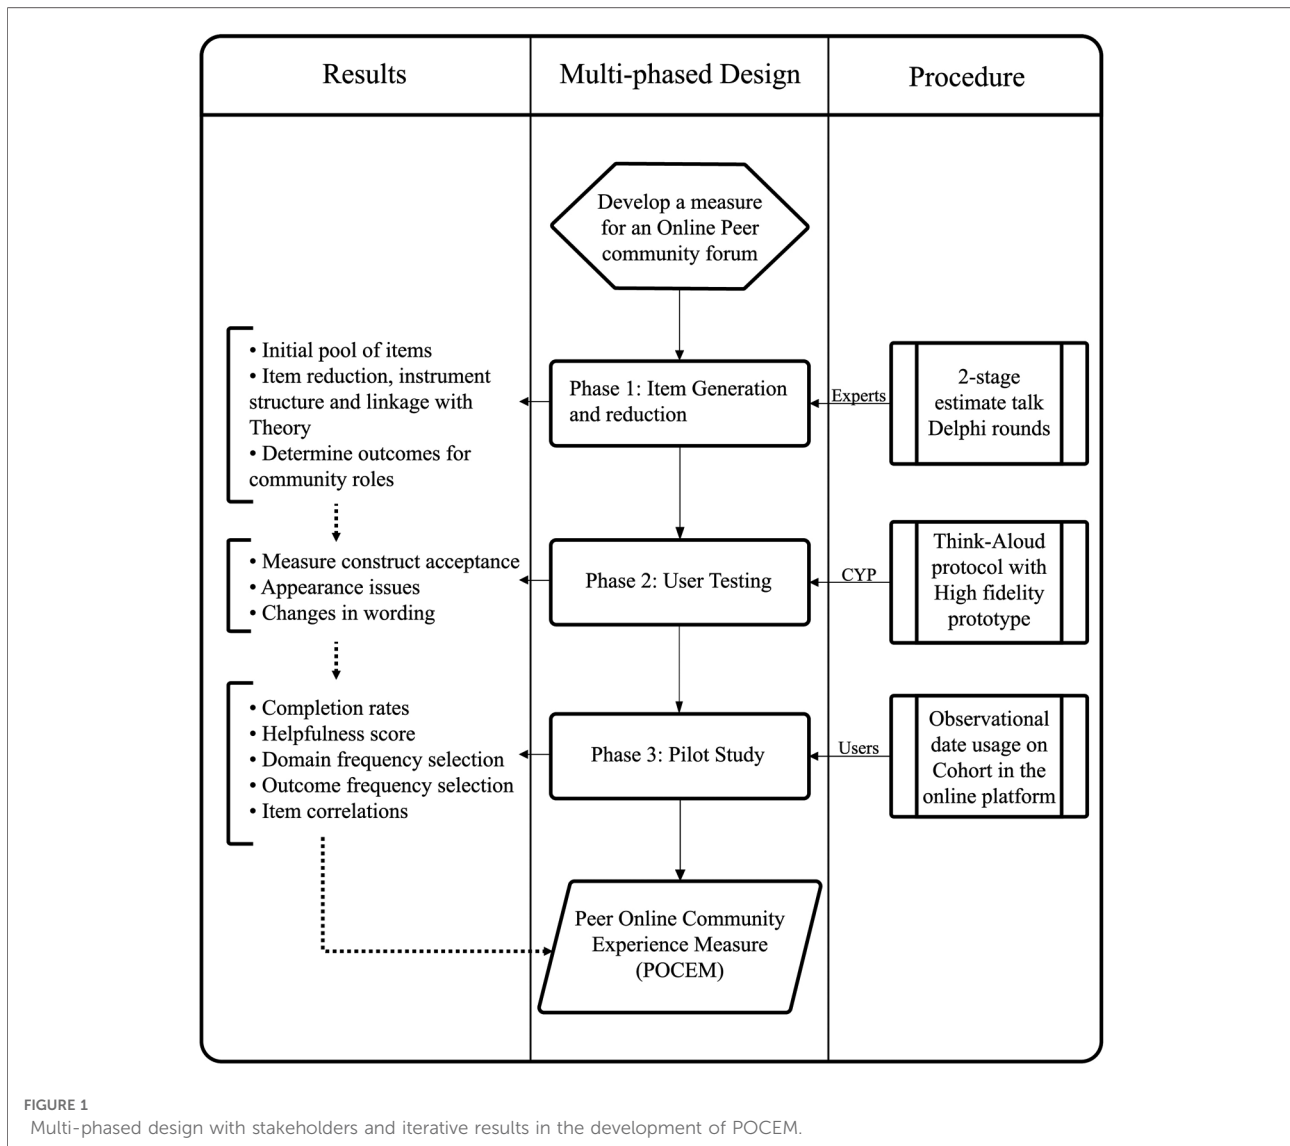 Results
Multi-phased Design
Procedure
Develop a measure
for an Online Peer
community forum
• Initial pool of items
• Item reduction, instrument
structure and linkage with
Theory
• Determine outcomes for
community roles
Phase 1: Item Generation
and reduction
Experts
2-stage
estimate talk
Delphi rounds
• Measure construct acceptance
• Appearance issues
• Changes in wording
Phase 2: User Testing
CYP
Think-Aloud
protocol with
High fidelity
prototype
• Completion rates
• Helpfulness score
• Domain frequency selection
• Outcome frequency selection
• Item correlations
Phase 3: Pilot Study
Users
Observational
date usage on
Cohort in the
online platform
Peer Online Community
Experience Measure
(POCEM)
FIGURE 1
Multi-phased design with stakeholders and iterative results in the development of POCEM.